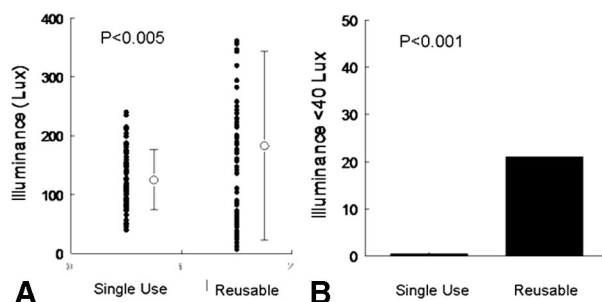 400
300
200
100
0
Illuminance (Lux)
P<0.005
Single Use
Reusable
A
50
40
30
20
10
0
Illuminance <40 Lux
P<0.001
Single Use
Reusable
B